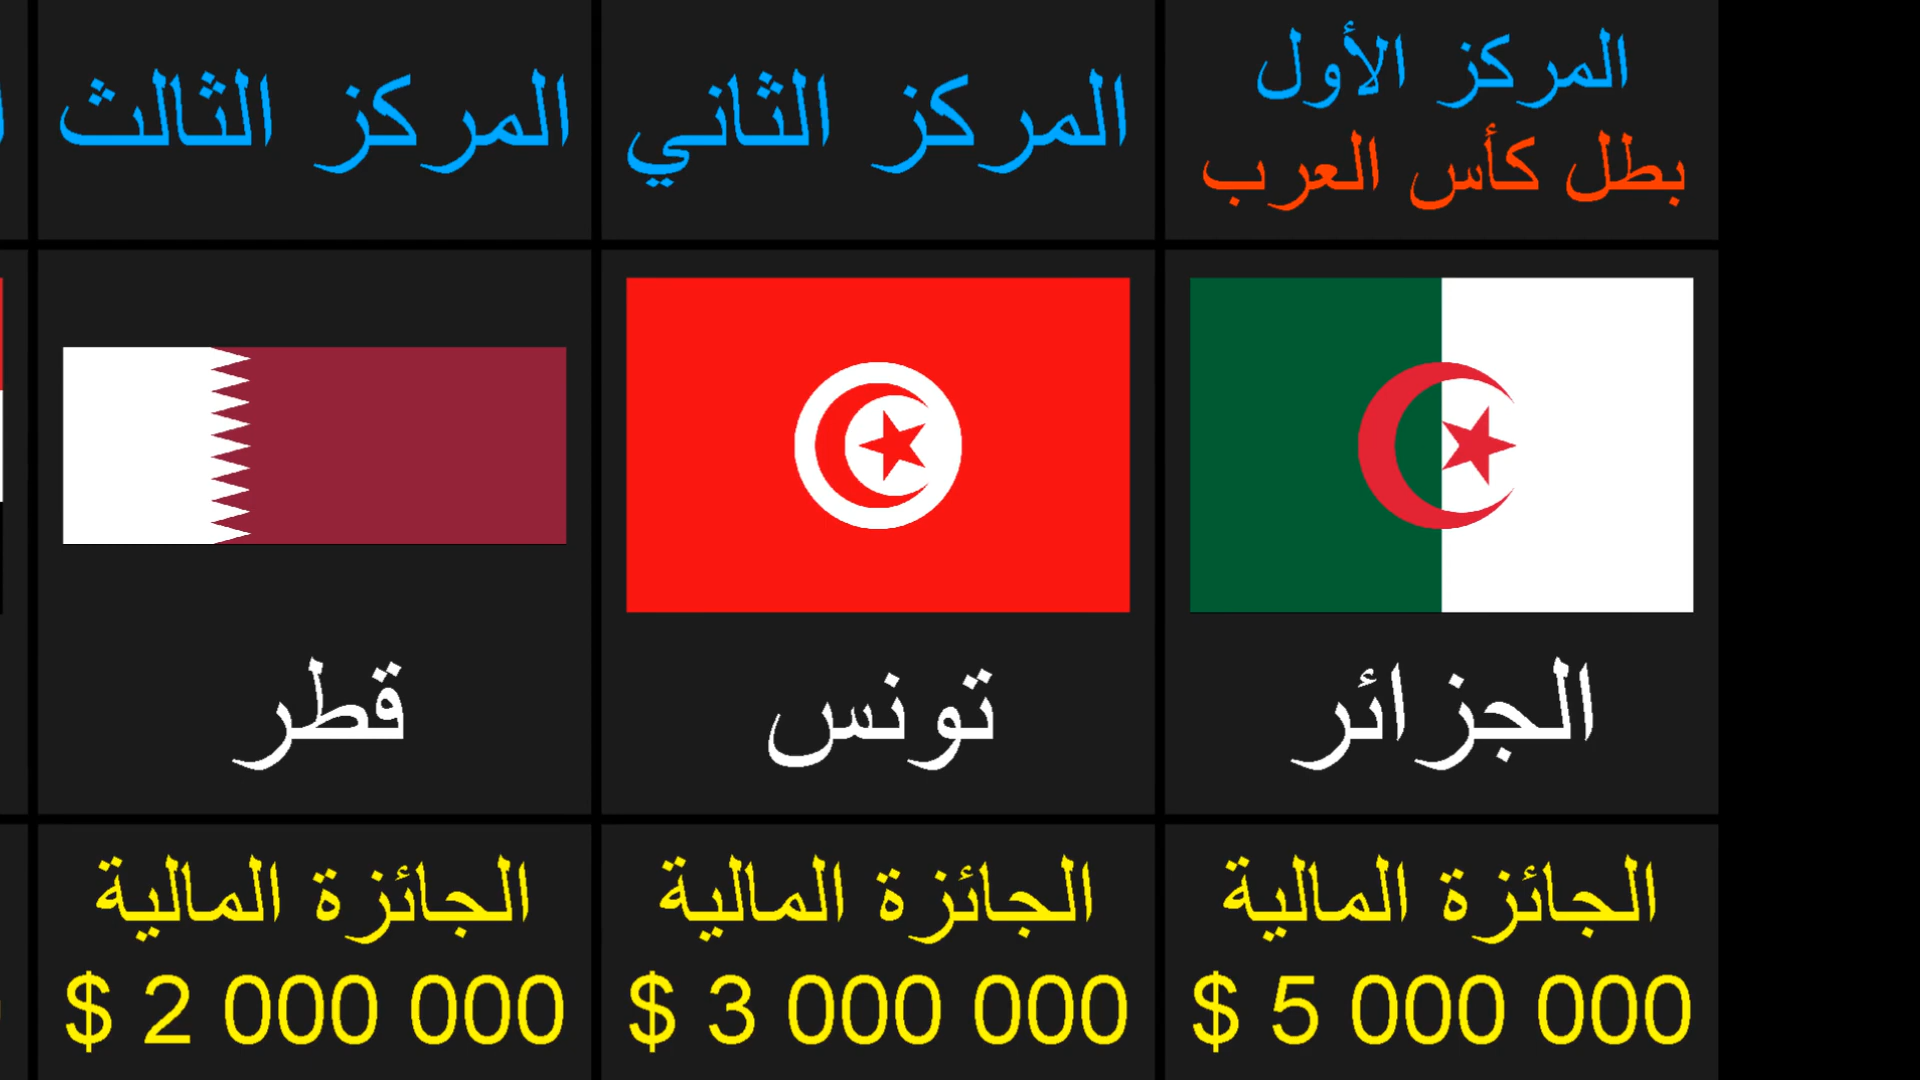 المركز الأول
بطل كأس العرب
الجزائر
الجائزة المالية
$ 5 000 000
المركز الثاني
تونس
الجائزة المالية
$ 3 000 000
المركز الثالث
قطر
الجائزة المالية
$ 2 000 000